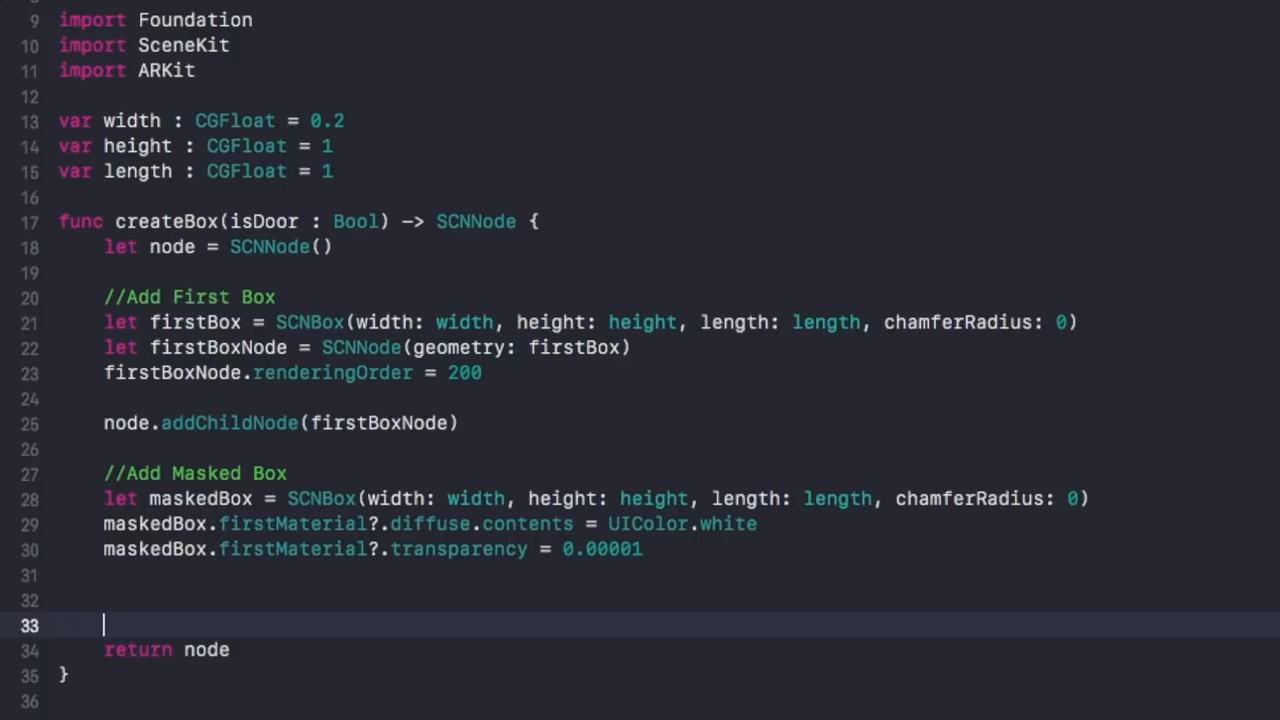 9 import Foundation
10 import SceneKit
11 import ARKit
12
13 var width : CGFloat = 0.2
14 var height : CGFloat = 1
15 var length : CGFloat = 1
16
17 func createBox(isDoor : Bool) -> SCNNode {
18     let node = SCNNode()
19
20     //Add First Box
21     let firstBox = SCNBox(width: width, height: height, length: length, chamferRadius: 0)
22     let firstBoxNode = SCNNode(geometry: firstBox)
23     firstBoxNode.renderingOrder = 200
24
25     node.addChildNode(firstBoxNode)
26
27     //Add Masked Box
28     let maskedBox = SCNBox(width: width, height: height, length: length, chamferRadius: 0)
29     maskedBox.firstMaterial?.diffuse.contents = UIColor.white
30     maskedBox.firstMaterial?.transparency = 0.00001
31
32
33
34     return node
35 }
36